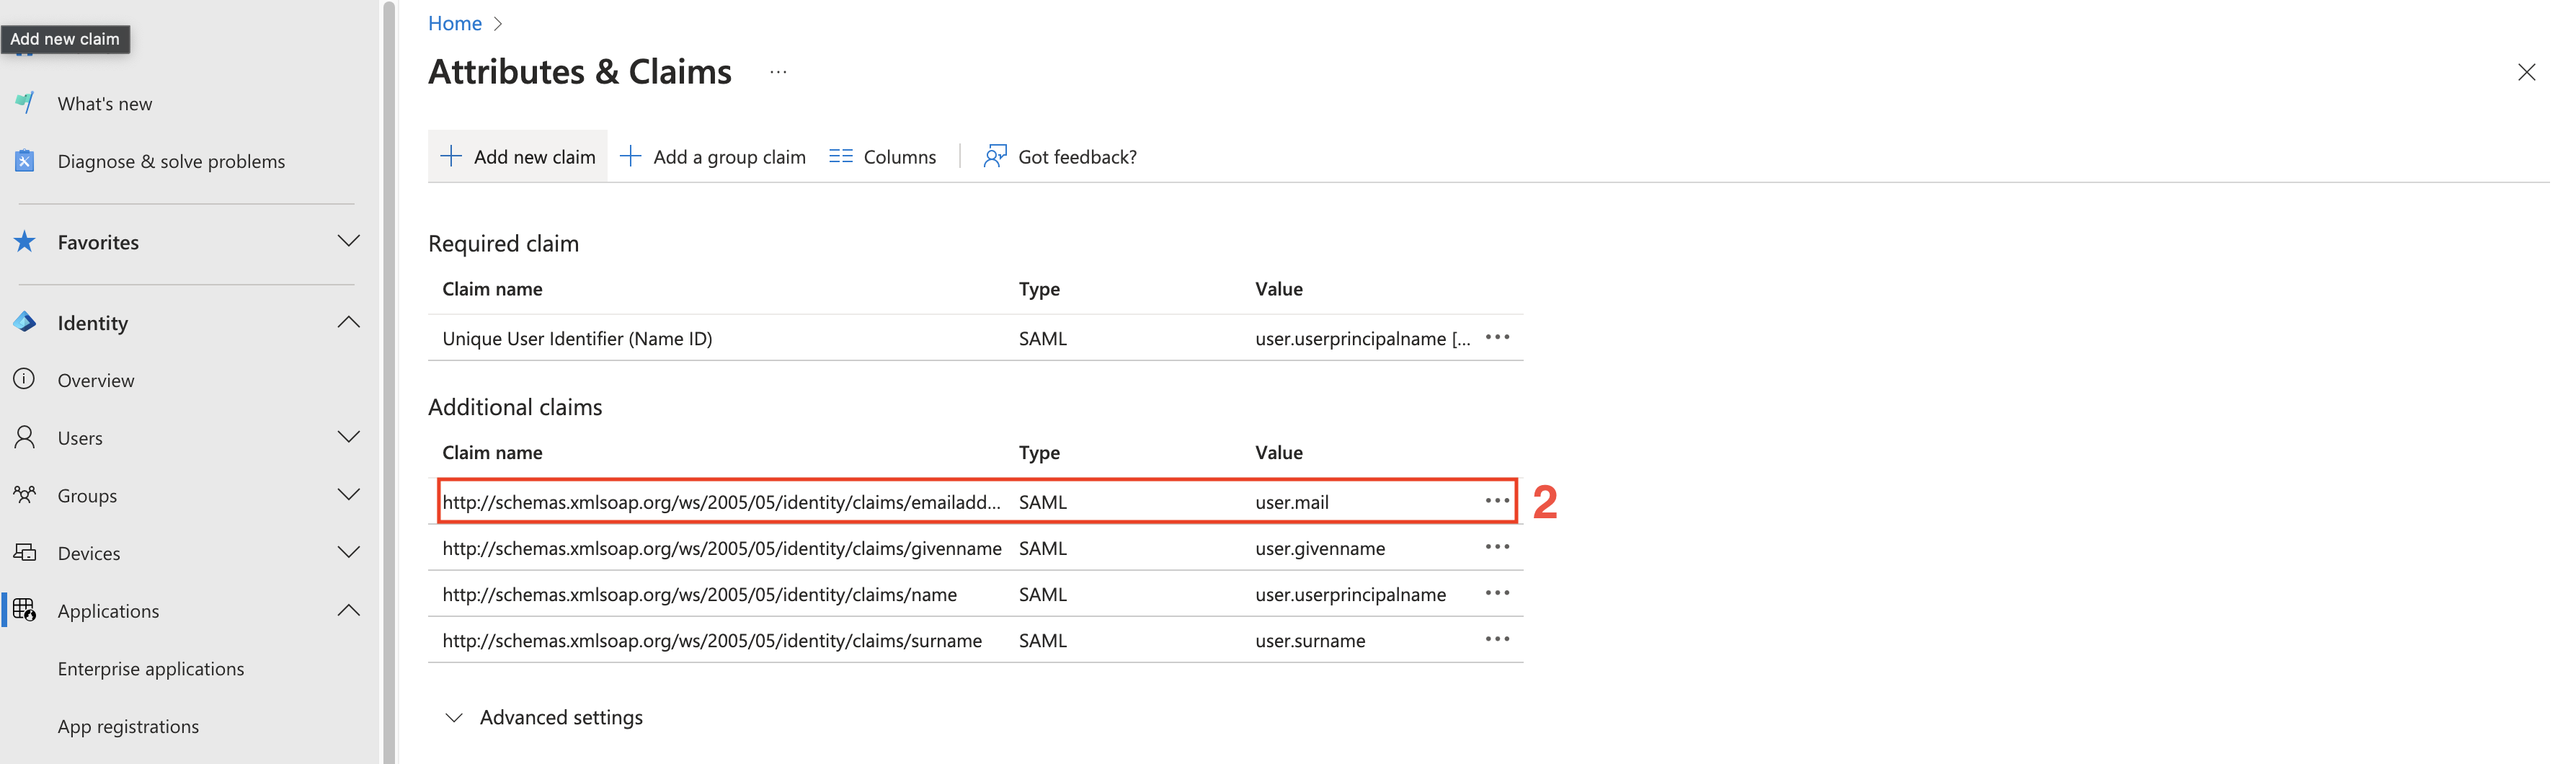 Add new claim
What's new
Diagnose & solve problems
Favorites
Identity
Overview
Users
Groups
Devices
Applications
Enterprise applications
App registrations
Home
Attributes & Claims ...
Add new claim Add a group claim Columns Got feedback?
Required claim
Claim name Type Value
Unique User Identifier (Name ID) SAML user.userprincipalname [... ...
Additional claims
Claim name Type Value
http://schemas.xmlsoap.org/ws/2005/05/identity/claims/emailadd... SAML user.mail ... 2
http://schemas.xmlsoap.org/ws/2005/05/identity/claims/givenname SAML user.givenname ...
http://schemas.xmlsoap.org/ws/2005/05/identity/claims/name SAML user.userprincipalname ...
http://schemas.xmlsoap.org/ws/2005/05/identity/claims/surname SAML user.surname ...
Advanced settings